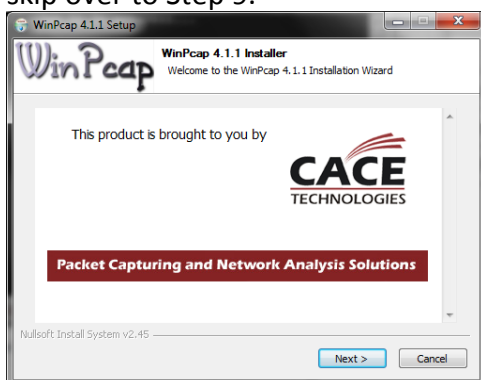 skip over to Step 9.
WinPcap 4.1.1 Setup
WinPcap
WinPcap 4.1.1 Installer
Welcome to the WinPcap 4.1.1 Installation Wizard
This product is brought to you by
CACE
TECHNOLOGIES
Packet Capturing and Network Analysis Solutions
Nullsoft Install System v2.45
Next >
Cancel